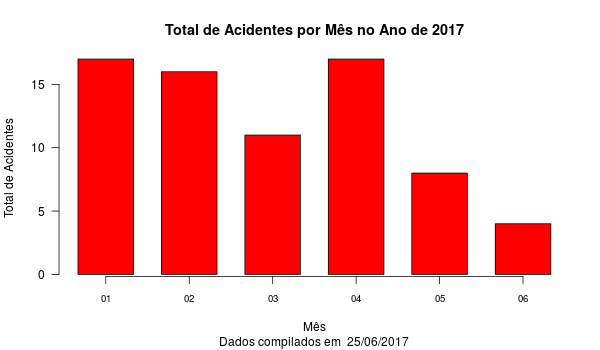 Total de Acidentes por Mês no Ano de 2017
Total de Acidentes
15
10
5
0
01 02 03 04 05 06
Mês
Dados compilados em 25/06/2017